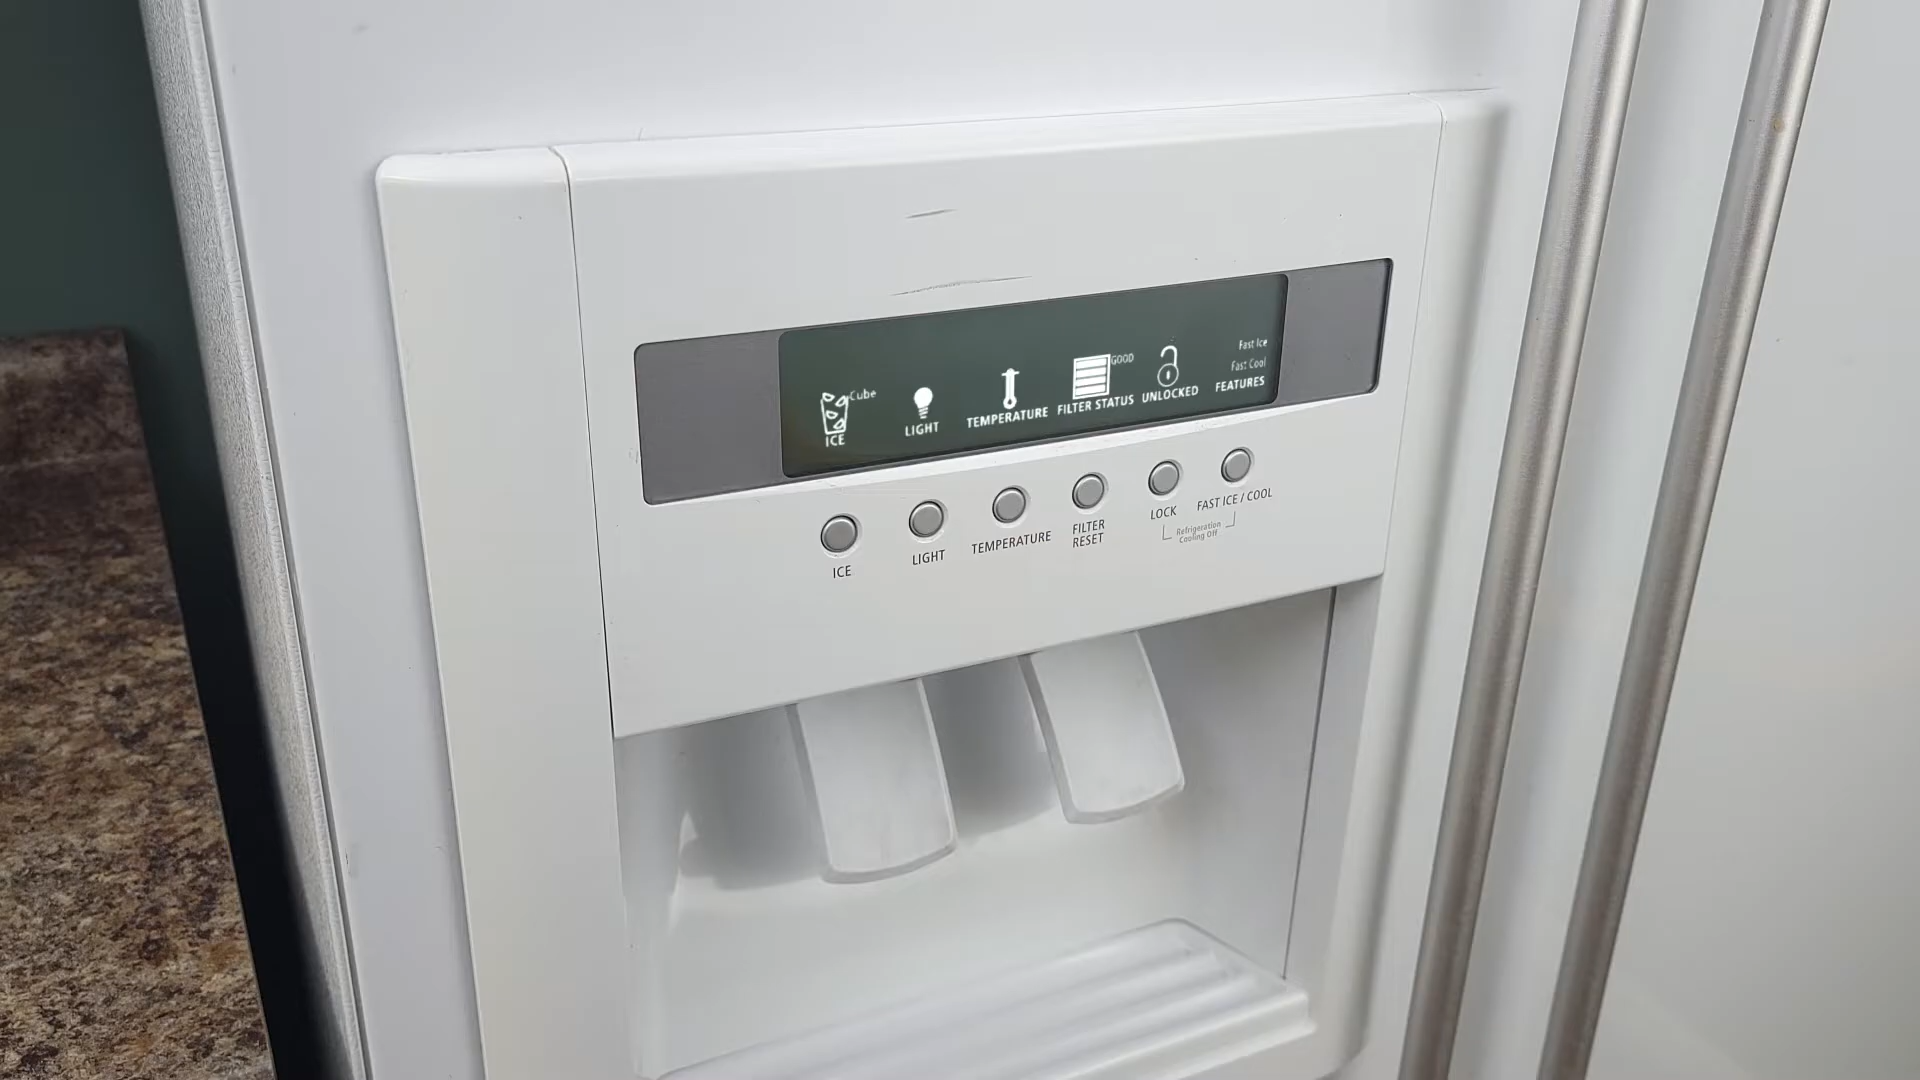 Cube
ICE
LIGHT
TEMPERATURE
GOOD
FILTER STATUS
UNLOCKED
Fast Ice
Fast Cool
FEATURES
ICE
LIGHT
TEMPERATURE
FILTER
RESET
LOCK
FAST ICE / COOL
Refrigeration
Cooling Off